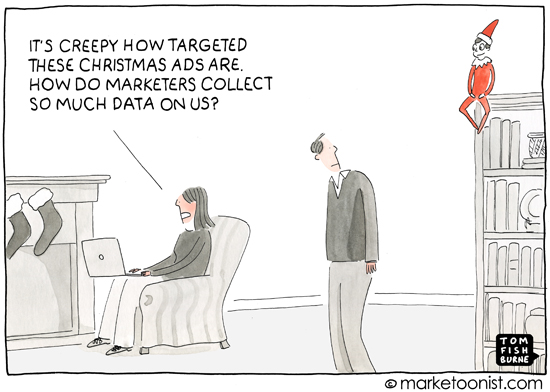 IT'S CREEPY HOW TARGETED
THESE CHRISTMAS ADS ARE.
HOW DO MARKETERS COLLECT
SO MUCH DATA ON US?
TOM
FISH
BURNE
© marketoonist.com